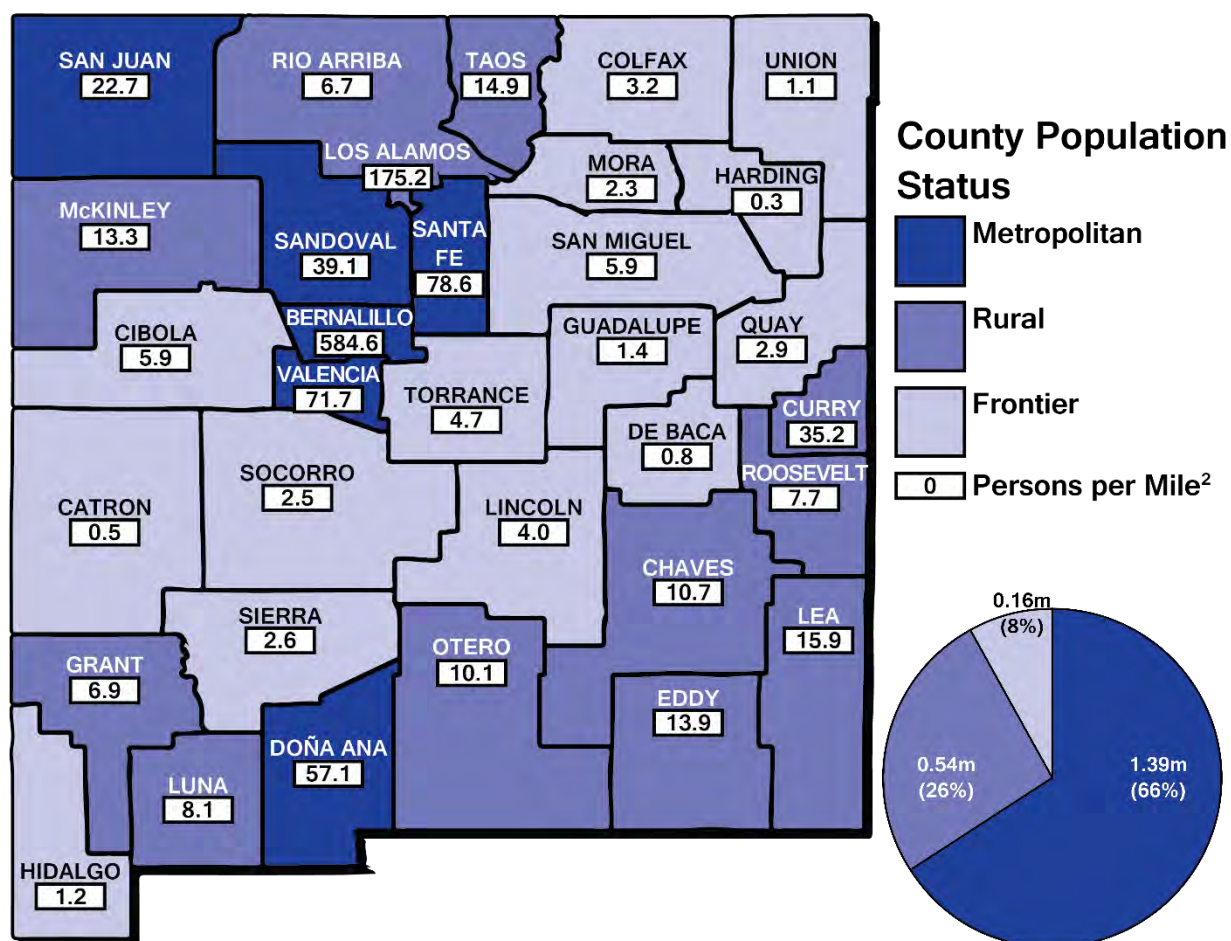 SAN JUAN
22.7
RIO ARRIBA
6.7
TAOS
14.9
COLFAX
3.2
UNION
1.1
LOS ALAMOS
175.2
MORA
2.3
HARDING
0.3
McKINLEY
13.3
SANDOVAL
39.1
SANTA
FE
78.6
SAN MIGUEL
5.9
CIBOLA
5.9
BERNALILLO
584.6
VALENCIA
71.7
TORRANCE
4.7
GUADALUPE
1.4
QUAY
2.9
CURRY
35.2
DE BACA
0.8
ROOSEVELT
7.7
CATRON
0.5
SOCORRO
2.5
LINCOLN
4.0
CHAVES
10.7
LEA
15.9
SIERRA
2.6
OTERO
10.1
GRANT
6.9
EDDY
13.9
DOÑA ANA
57.1
LUNA
8.1
HIDALGO
1.2
County Population
Status
Metropolitan
Rural
Frontier
0 Persons per Mile²
0.16m
(8%)
0.54m
(26%)
1.39m
(66%)